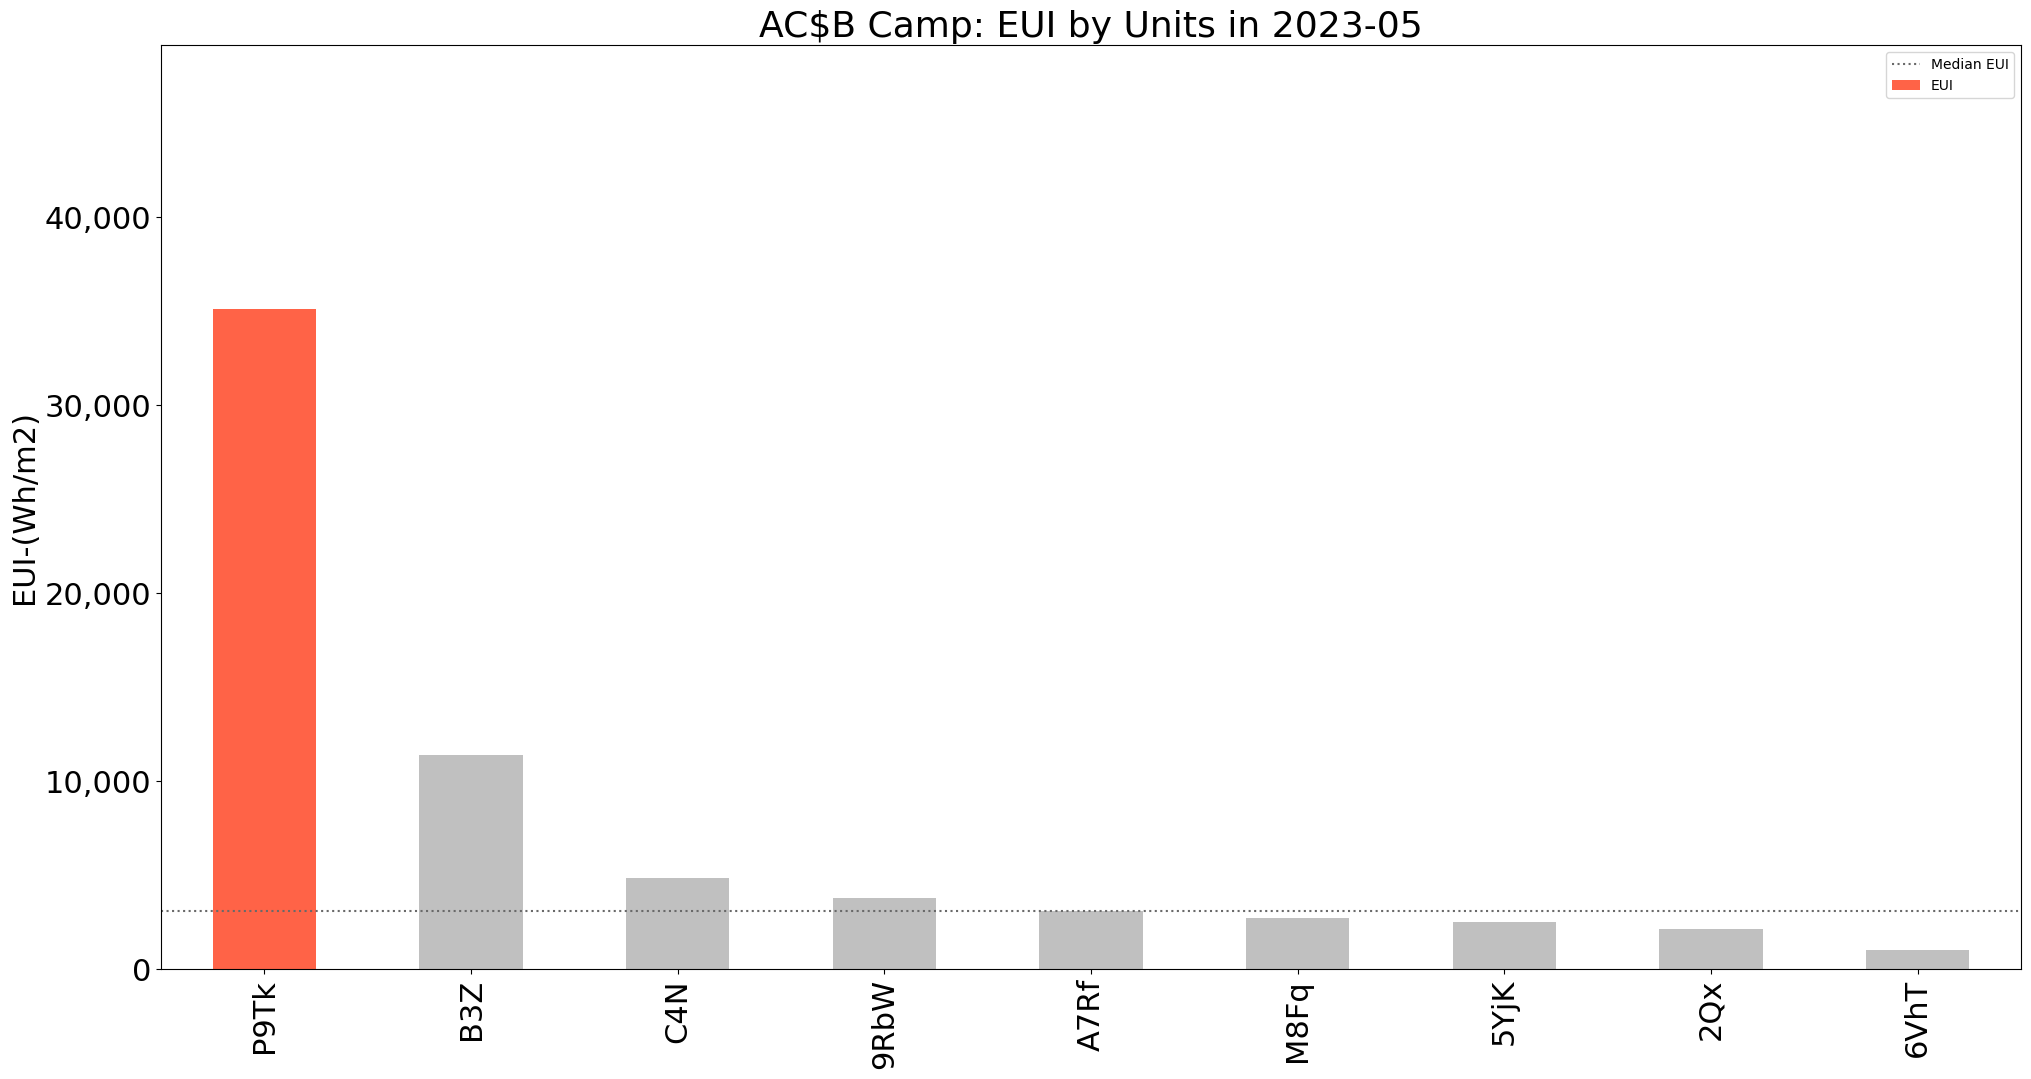 AC$B Camp: EUI by Units in 2023-05
Median EUI
EUI
EUI-(Wh/m2)
40,000
30,000
20,000
10,000
0
P9Tk
B3Z
C4N
9RbW
A7Rf
M8Fq
5YjK
2Qx
6VhT